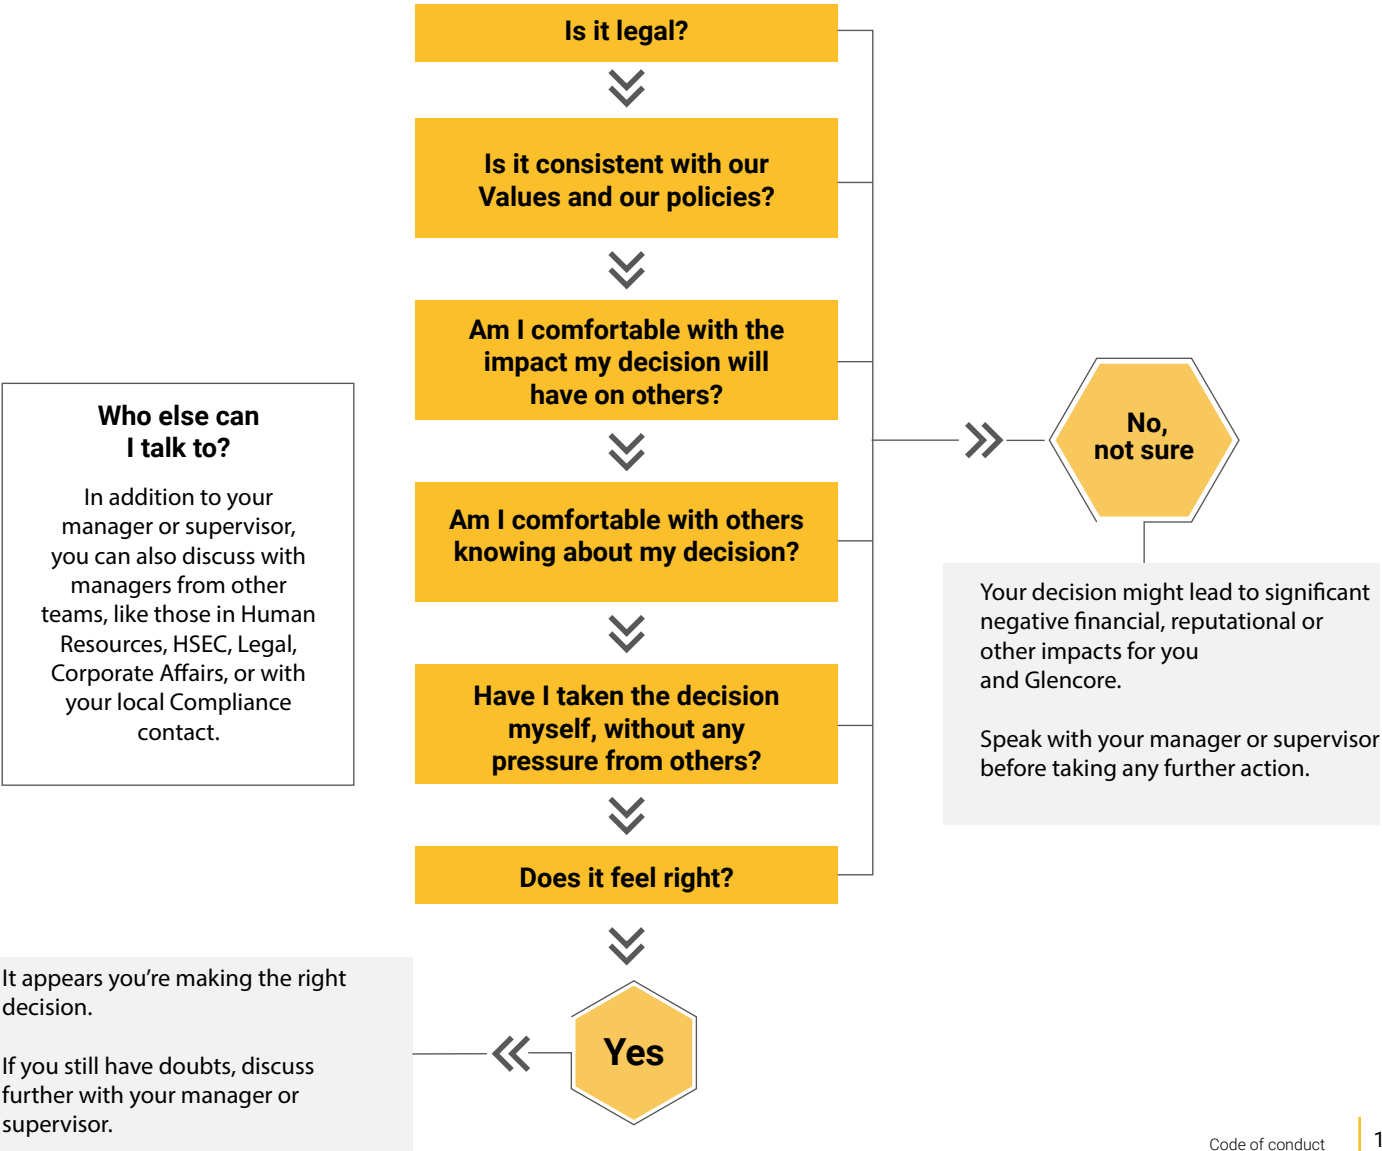 Is it legal?
Is it consistent with our
Values and our policies?
Am I comfortable with the
impact my decision will
have on others?
Am I comfortable with others
knowing about my decision?
Have I taken the decision
myself, without any
pressure from others?
Does it feel right?
Who else can
I talk to?
In addition to your
manager or supervisor,
you can also discuss with
managers from other
teams, like those in Human
Resources, HSEC, Legal,
Corporate Affairs, or with
your local Compliance
contact.
No,
not sure
Your decision might lead to significant
negative financial, reputational or
other impacts for you
and Glencore.
Speak with your manager or supervisor
before taking any further action.
Yes
It appears you’re making the right
decision.
If you still have doubts, discuss
further with your manager or
supervisor.
Code of conduct
1